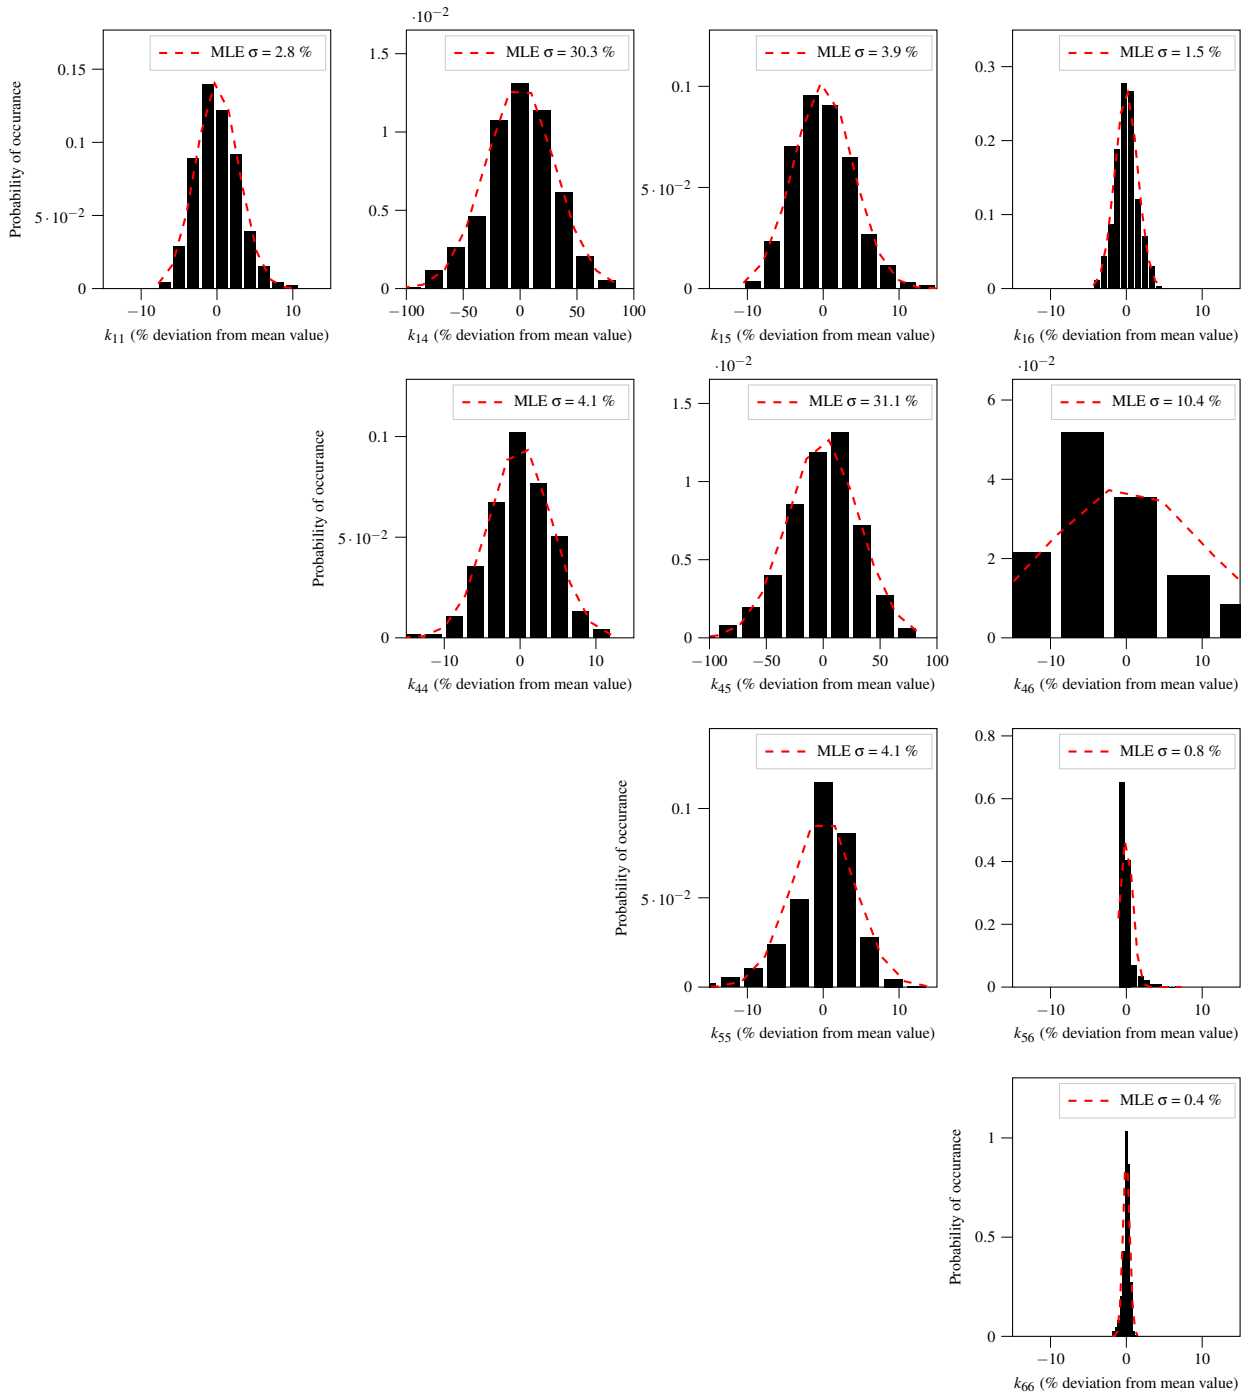 ·10⁻²
MLE σ = 2.8 %
MLE σ = 30.3 %
MLE σ = 3.9 %
MLE σ = 1.5 %
Probability of occurance
0 5 · 10⁻² 0.1 0.15
0 0.5 1.0 1.5
0 5 · 10⁻² 0.1
0 0.1 0.2 0.3
−10 0 10
−100 −50 0 50 100
−10 0 10
−10 0 10
k11 (% deviation from mean value)
k14 (% deviation from mean value)
k15 (% deviation from mean value)
k16 (% deviation from mean value)
·10⁻²
·10⁻²
MLE σ = 4.1 %
MLE σ = 31.1 %
MLE σ = 10.4 %
Probability of occurance
0 5 · 10⁻² 0.1
0 0.5 1 1.5
0 2 4 6
−10 0 10
−100 −50 0 50 100
−10 0 10
k44 (% deviation from mean value)
k45 (% deviation from mean value)
k46 (% deviation from mean value)
MLE σ = 4.1 %
MLE σ = 0.8 %
Probability of occurance
0 5 · 10⁻² 0.1
0 0.2 0.4 0.6 0.8
−10 0 10
−10 0 10
k55 (% deviation from mean value)
k56 (% deviation from mean value)
MLE σ = 0.4 %
Probability of occurance
0 0.5 1
−10 0 10
k66 (% deviation from mean value)